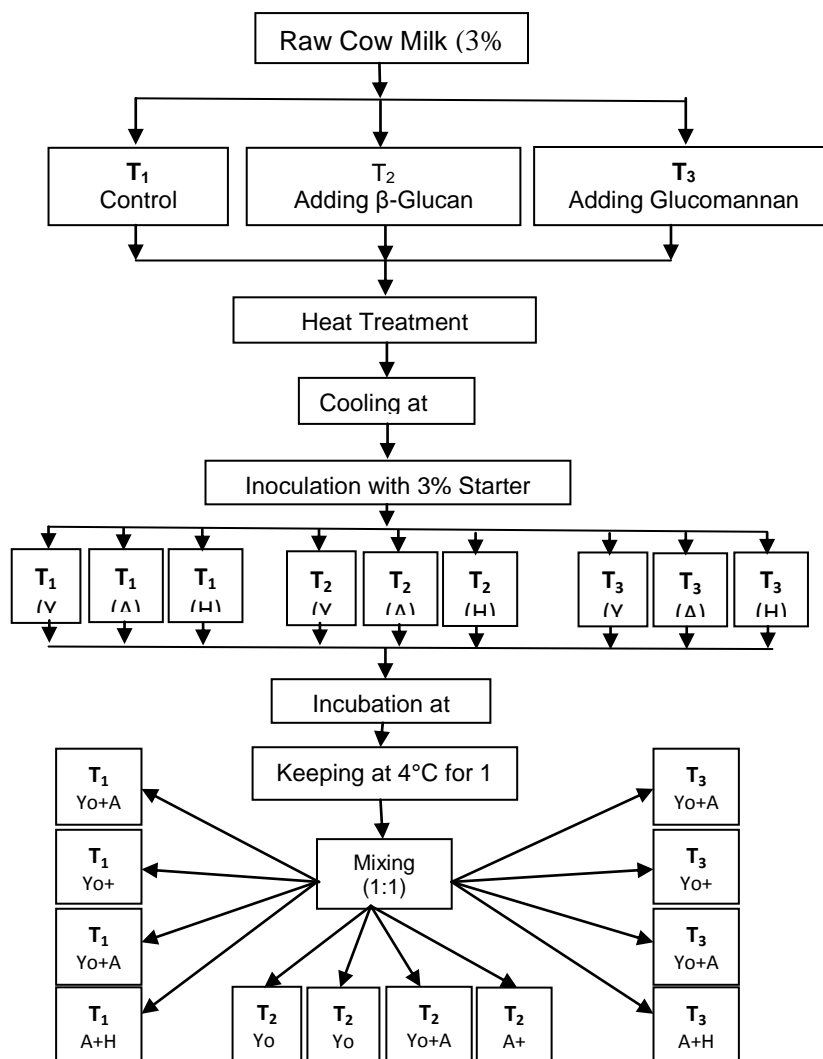 Raw Cow Milk (3%
T₁
Control
T₂
Adding β-Glucan
T₃
Adding Glucomannan
Heat Treatment
Cooling at
Inoculation with 3% Starter
T₁
(Y
T₁
(A)
T₁
(H)
T₂
(Y
T₂
(A)
T₂
(H)
T₃
(Y
T₃
(A)
T₃
(H)
Incubation at
Keeping at 4°C for 1
Mixing
(1:1)
T₁
Yo+A
T₁
Yo+
T₁
Yo+A
T₁
A+H
T₂
Yo
T₂
Yo
T₂
Yo+A
T₂
A+
T₃
Yo+A
T₃
Yo+
T₃
Yo+A
T₃
A+H